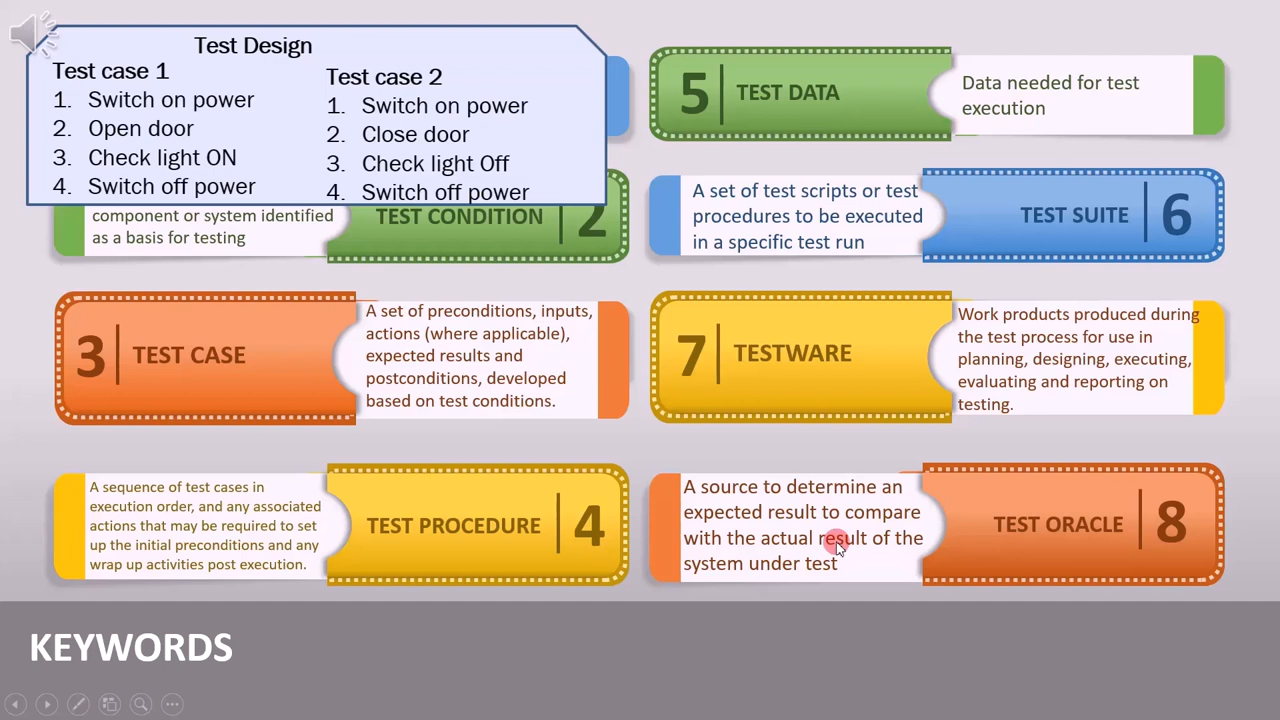 Test Design
Test case 1
1. Switch on power
2. Open door
3. Check light ON
4. Switch off power
Test case 2
1. Switch on power
2. Close door
3. Check light Off
4. Switch off power
component or system identified
as a basis for testing
TEST CONDITION
2
3
TEST CASE
A set of preconditions, inputs,
actions (where applicable),
expected results and
postconditions, developed
based on test conditions.
A sequence of test cases in
execution order, and any associated
actions that may be required to set
up the initial preconditions and any
wrap up activities post execution.
TEST PROCEDURE
4
5
TEST DATA
Data needed for test
execution
A set of test scripts or test
procedures to be executed
in a specific test run
TEST SUITE
6
7
TESTWARE
Work products produced during
the test process for use in
planning, designing, executing,
evaluating and reporting on
testing.
A source to determine an
expected result to compare
with the actual result of the
system under test
TEST ORACLE
8
KEYWORDS